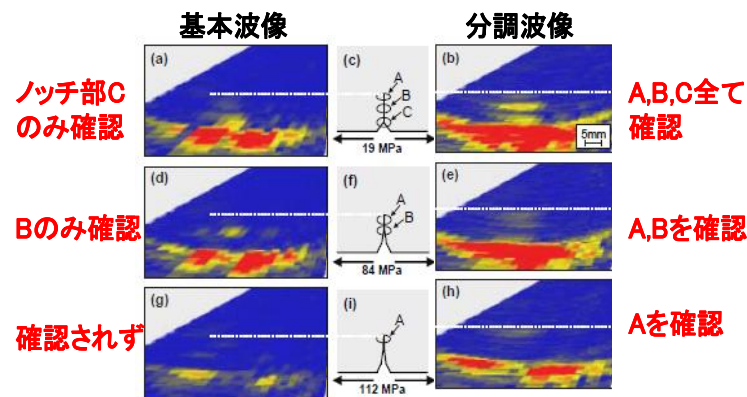 基本波像
分調波像
ノッチ部C
のみ確認
(a)
(c)
A
B
C
19 MPa
(b)
5mm
A,B,C全て
確認
Bのみ確認
(d)
(f)
A
B
84 MPa
(e)
A,Bを確認
確認されず
(g)
(i)
A
112 MPa
(h)
Aを確認